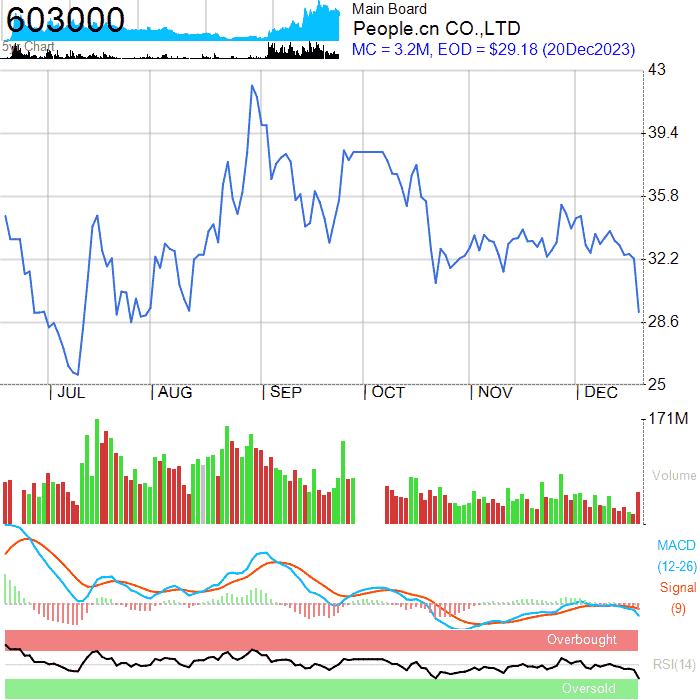 603000
5yr Chart
Main Board
People.cn CO.,LTD
MC = 3.2M, EOD = $29.18 (20Dec2023)
43
39.4
35.8
32.2
28.6
25
| JUL | AUG | SEP | OCT | NOV | DEC
171M
Volume
MACD
(12-26)
Signal
(9)
Overbought
RSI(14)
Oversold